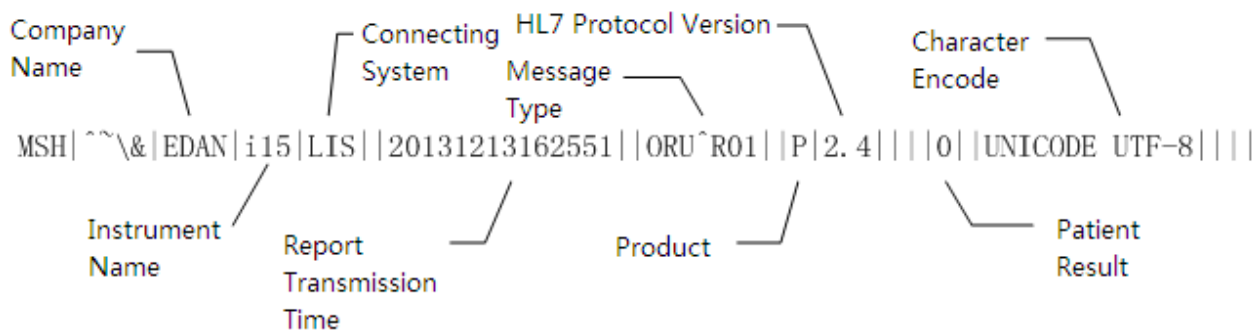 Company
Name
Connecting
System
HL7 Protocol Version
Message
Type
Character
Encode
MSH|^~\&|EDAN|i15|LIS||20131213162551||ORU^R01||P|2.4||||0||UNICODE UTF-8||||
Instrument
Name
Report
Transmission
Time
Product
Patient
Result